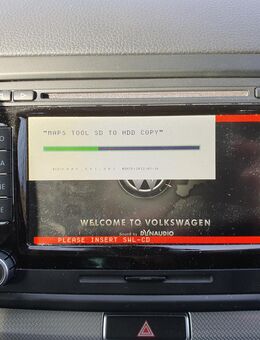 "MAPS TOOL SD TO HDD COPY"
WELCOME TO VOLKSWAGEN
Sound by DYNAUDIO
PLEASE INSERT SWL-CD